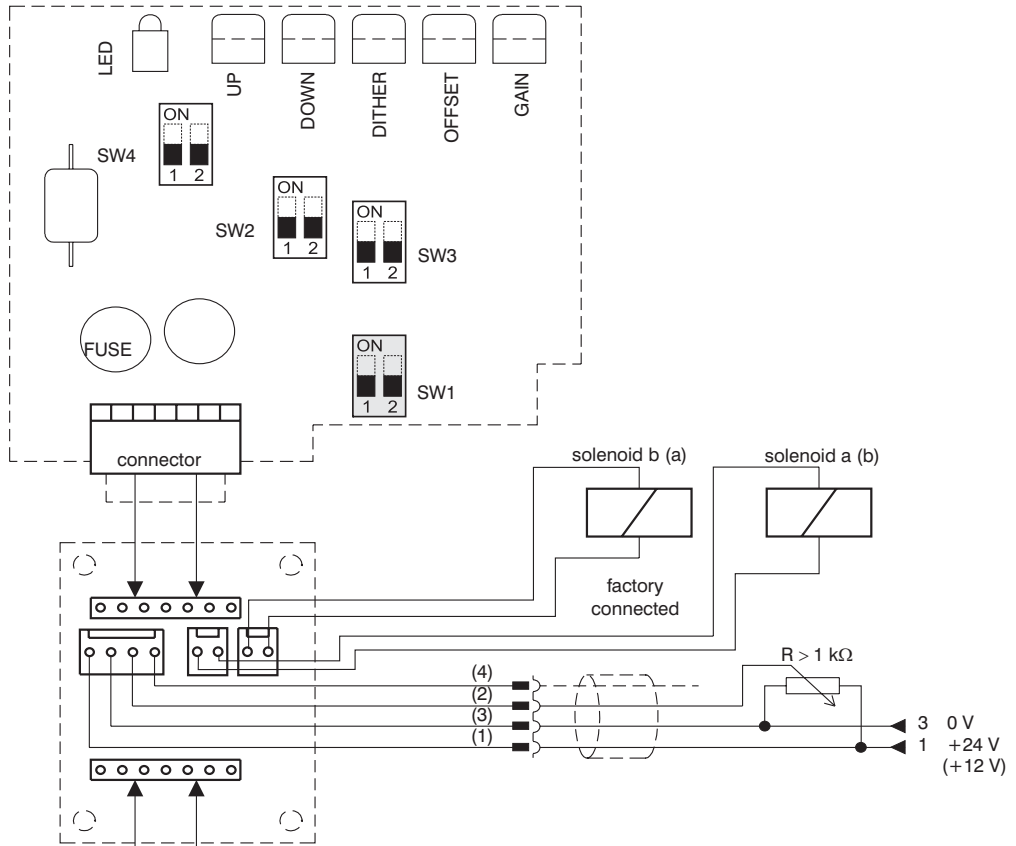 LED
UP
DOWN
DITHER
OFFSET
GAIN
ON
1 2
SW4
ON
1 2
SW2
ON
1 2
SW3
FUSE
ON
1 2
SW1
connector
solenoid b (a)
solenoid a (b)
factory
connected
R > 1 kΩ
(4)
(2)
(3)
(1)
3 0 V
1 +24 V
(+12 V)